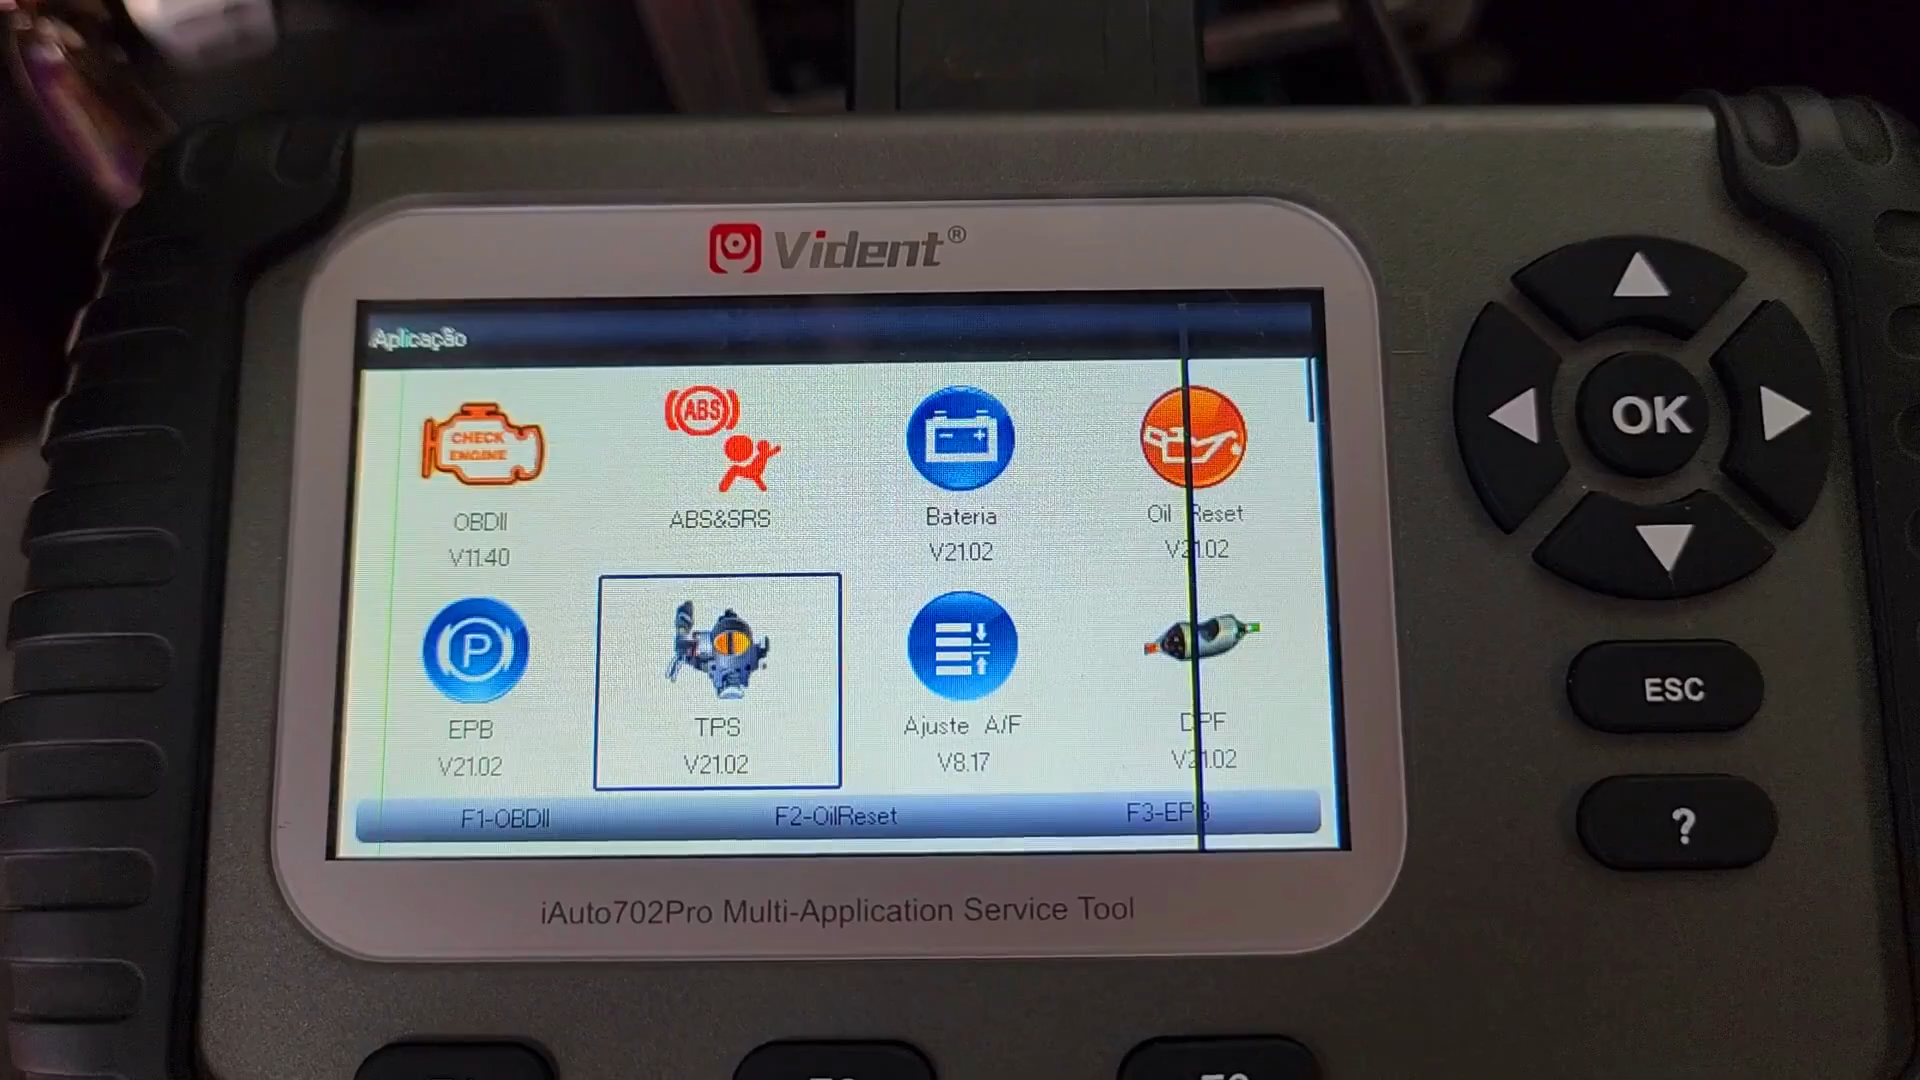 Vident®
Aplicação
CHECK
ENGINE
ABS
OBDII
ABS&SRS
Bateria
Oil Reset
V11.40
V21.02
V21.02
P
EPB
TPS
Ajuste A/F
DPF
V21.02
V21.02
V8.17
V21.02
F1-OBDII
F2-OilReset
F3-EPB
iAuto702Pro Multi-Application Service Tool
OK
ESC
?